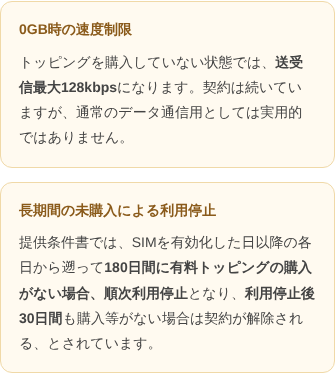 0GB時の速度制限
トッピングを購入していない状態では、送受
信最大128kbpsになります。契約は続いてい
ますが、通常のデータ通信用としては実用的
ではありません。
長期間の未購入による利用停止
提供条件書では、SIMを有効化した日以降の各
日から遡って180日間に有料トッピングの購入
がない場合、順次利用停止となり、利用停止後
30日間も購入等がない場合は契約が解除され
る、とされています。